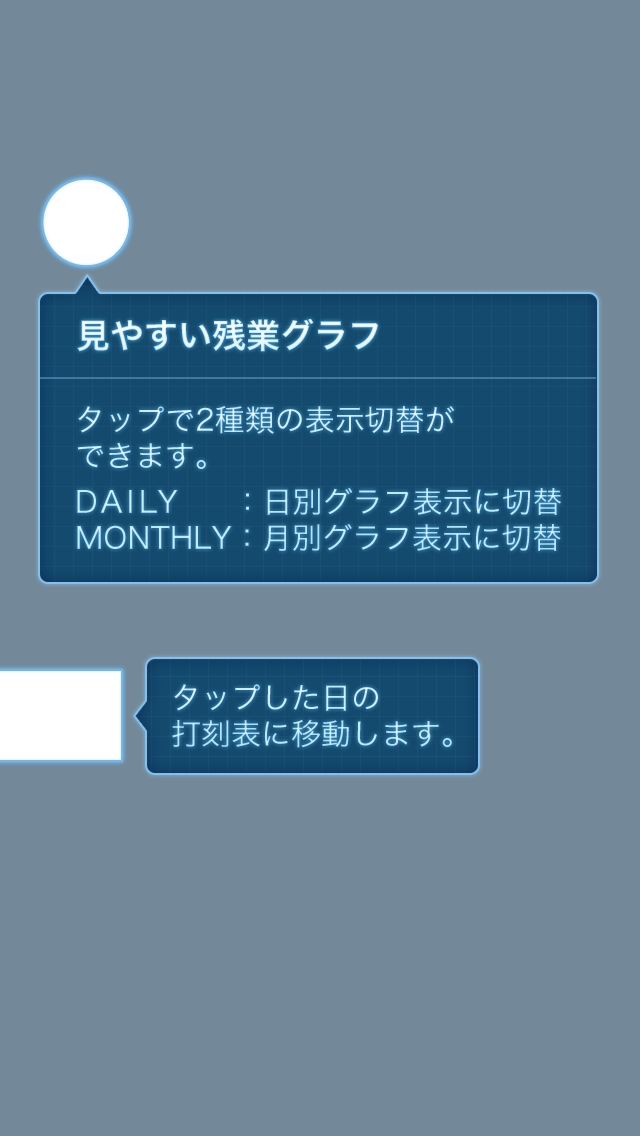 見やすい残業グラフ
タップで2種類の表示切替が
できます。
DAILY　　：日別グラフ表示に切替
MONTHLY：月別グラフ表示に切替
タップした日の
打刻表に移動します。